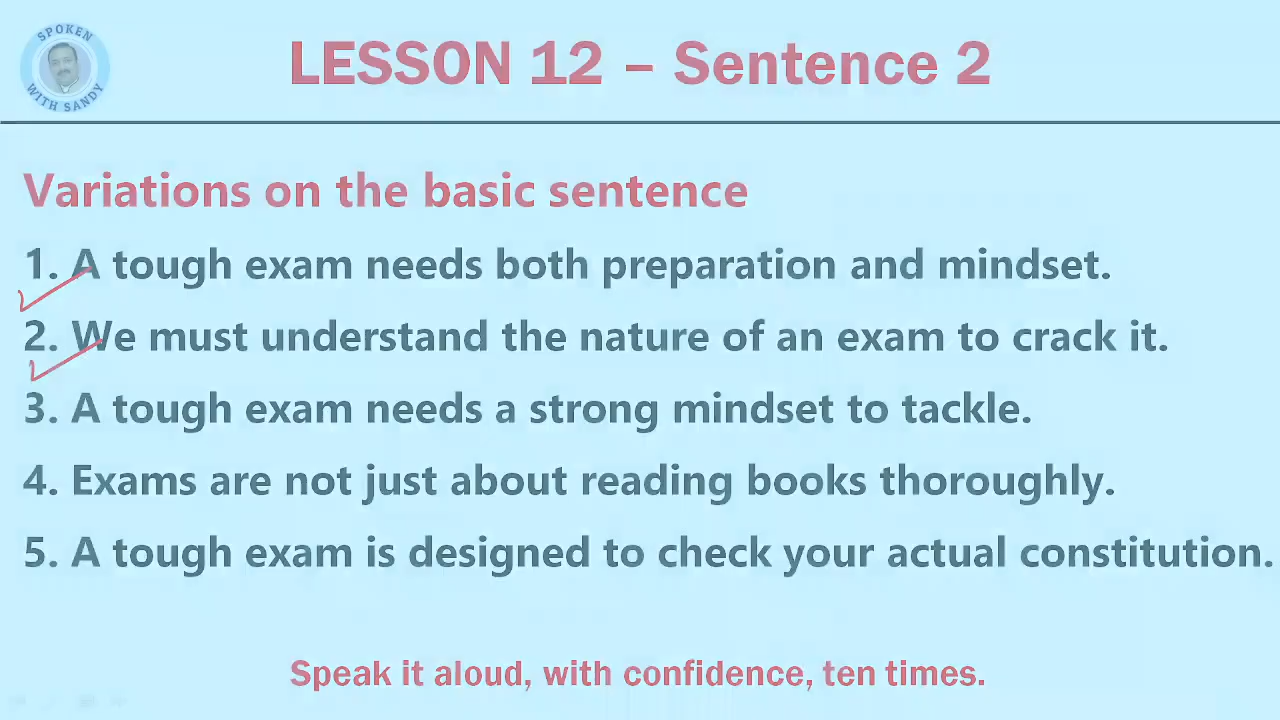 SPOKEN
WITH SANDY
LESSON 12 – Sentence 2
Variations on the basic sentence
1. A tough exam needs both preparation and mindset.
2. We must understand the nature of an exam to crack it.
3. A tough exam needs a strong mindset to tackle.
4. Exams are not just about reading books thoroughly.
5. A tough exam is designed to check your actual constitution.
Speak it aloud, with confidence, ten times.